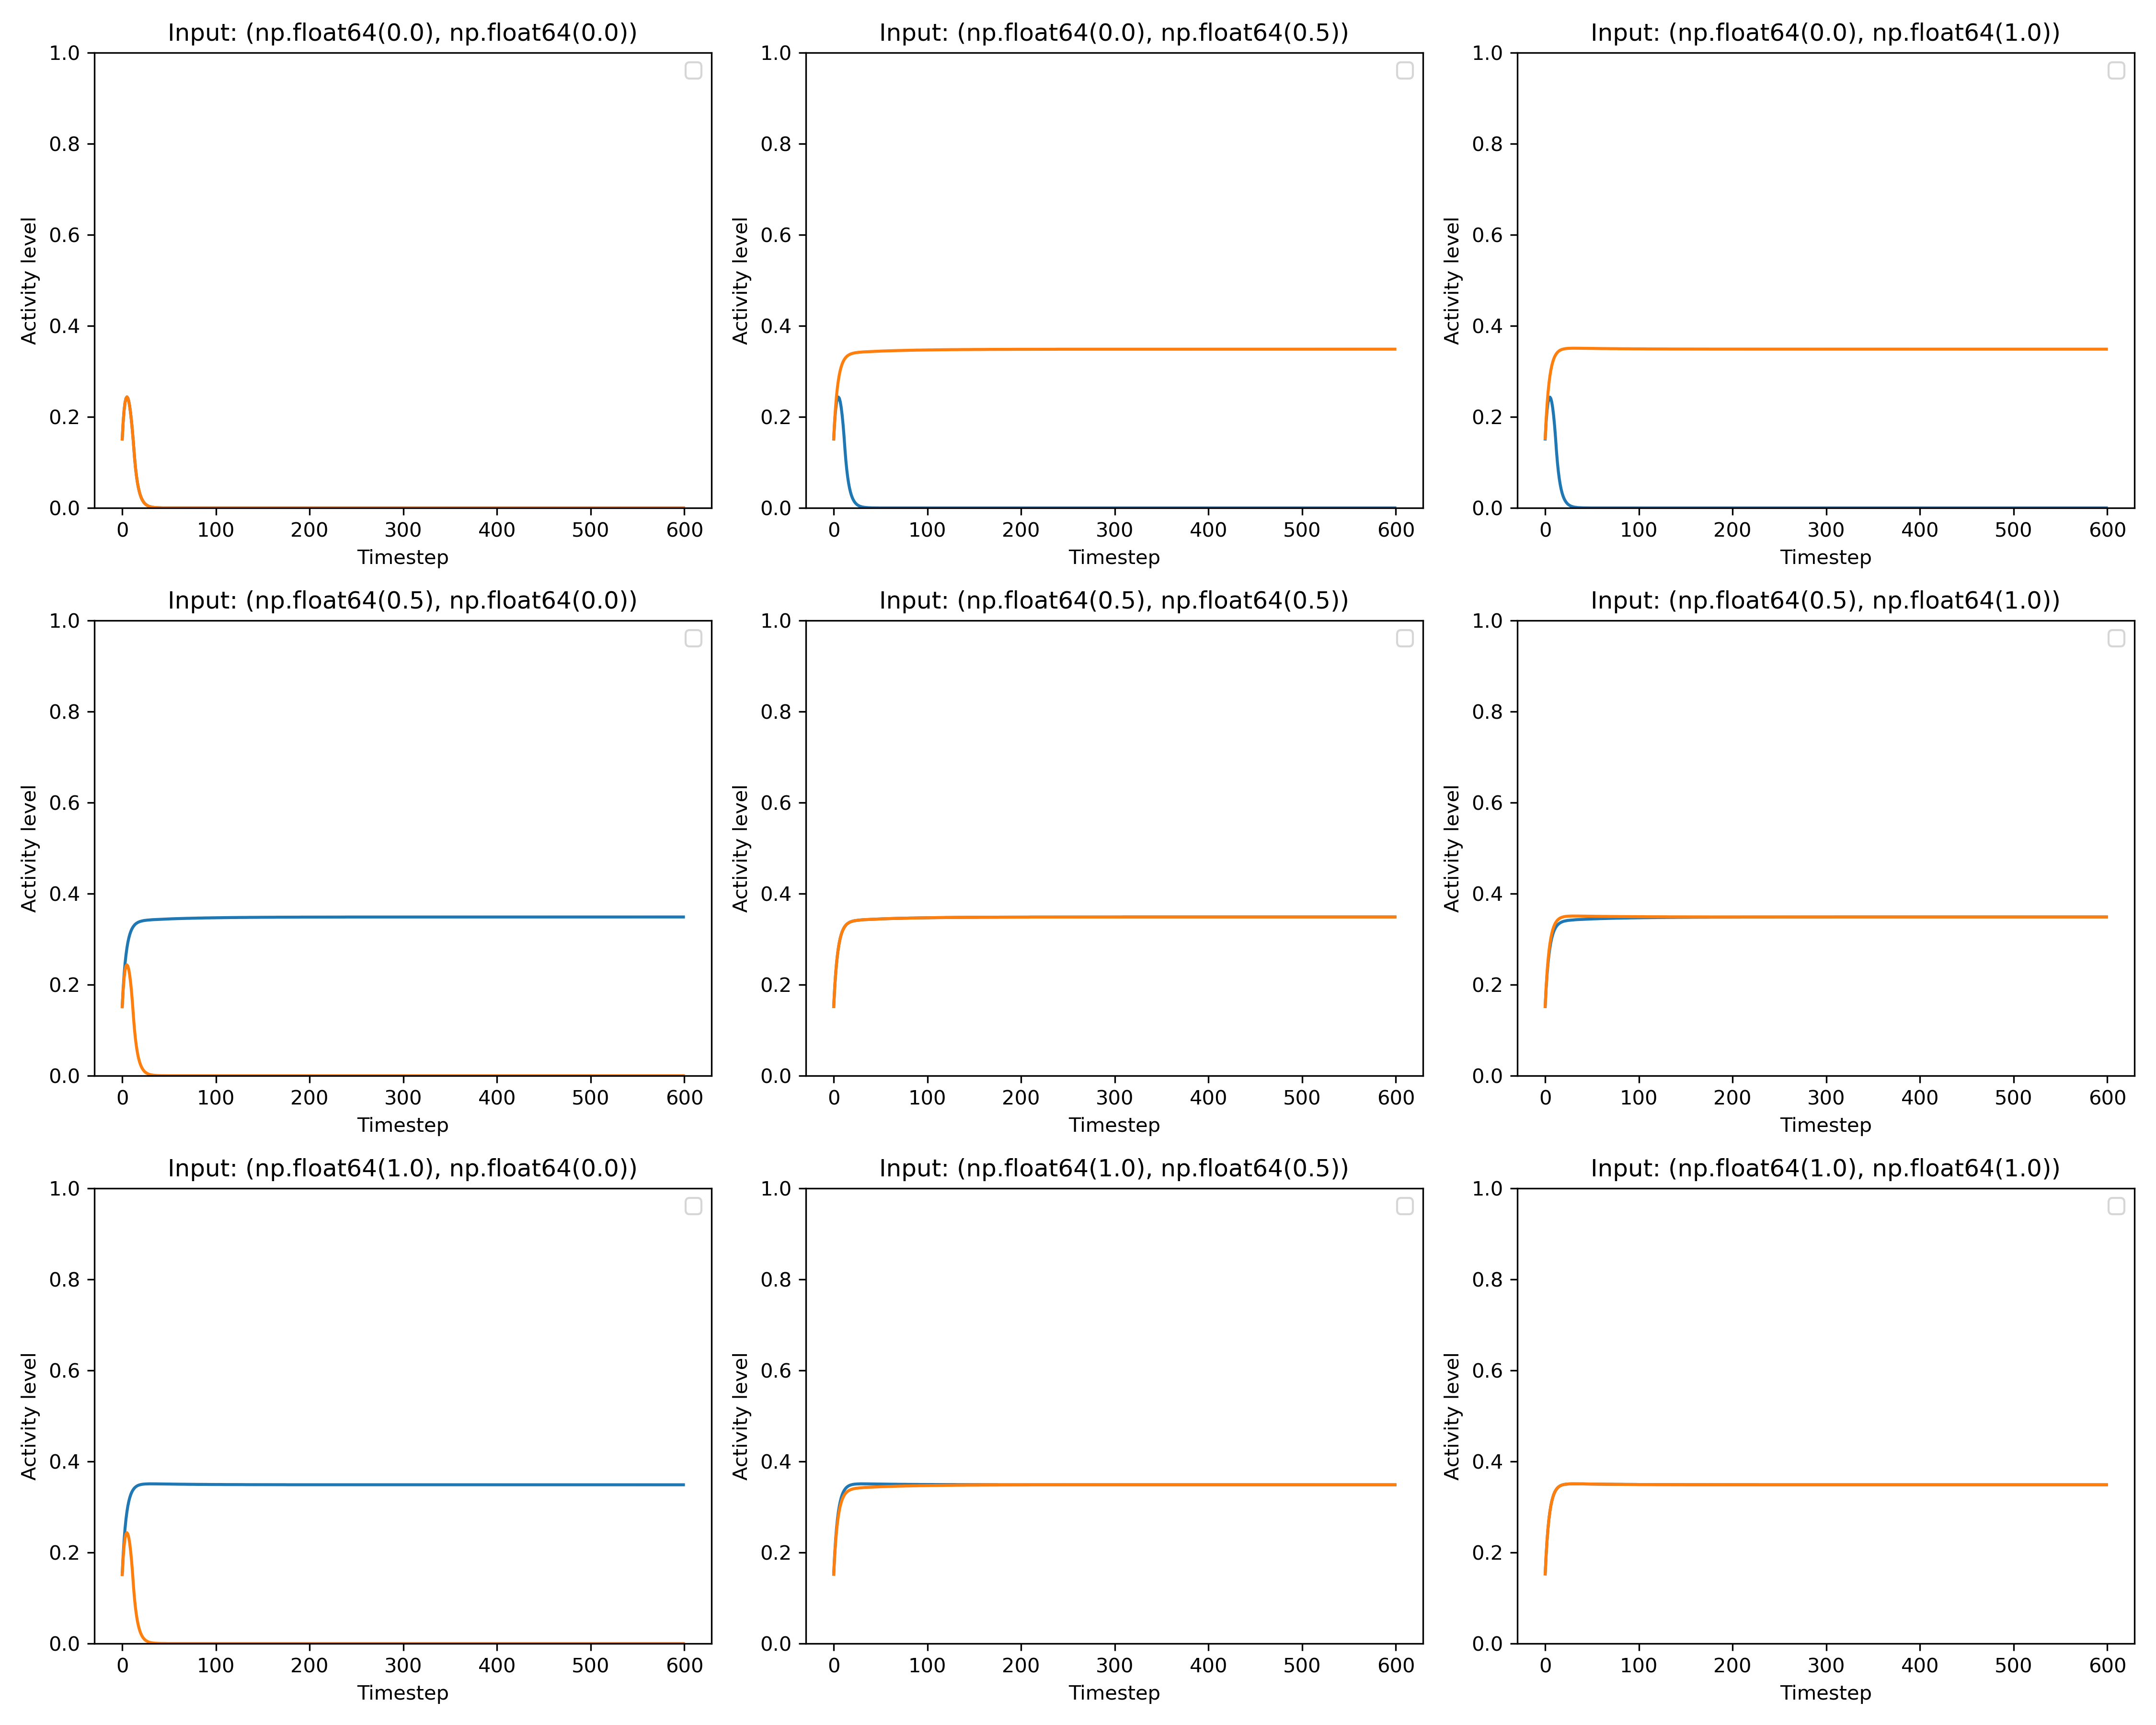 Input: (np.float64(0.0), np.float64(0.0))
1.0
0.8
0.6
0.4
0.2
0.0
Activity level
0 100 200 300 400 500 600
Timestep
Input: (np.float64(0.0), np.float64(0.5))
1.0
0.8
0.6
0.4
0.2
0.0
Activity level
0 100 200 300 400 500 600
Timestep
Input: (np.float64(0.0), np.float64(1.0))
1.0
0.8
0.6
0.4
0.2
0.0
Activity level
0 100 200 300 400 500 600
Timestep
Input: (np.float64(0.5), np.float64(0.0))
1.0
0.8
0.6
0.4
0.2
0.0
Activity level
0 100 200 300 400 500 600
Timestep
Input: (np.float64(0.5), np.float64(0.5))
1.0
0.8
0.6
0.4
0.2
0.0
Activity level
0 100 200 300 400 500 600
Timestep
Input: (np.float64(0.5), np.float64(1.0))
1.0
0.8
0.6
0.4
0.2
0.0
Activity level
0 100 200 300 400 500 600
Timestep
Input: (np.float64(1.0), np.float64(0.0))
1.0
0.8
0.6
0.4
0.2
0.0
Activity level
0 100 200 300 400 500 600
Timestep
Input: (np.float64(1.0), np.float64(0.5))
1.0
0.8
0.6
0.4
0.2
0.0
Activity level
0 100 200 300 400 500 600
Timestep
Input: (np.float64(1.0), np.float64(1.0))
1.0
0.8
0.6
0.4
0.2
0.0
Activity level
0 100 200 300 400 500 600
Timestep